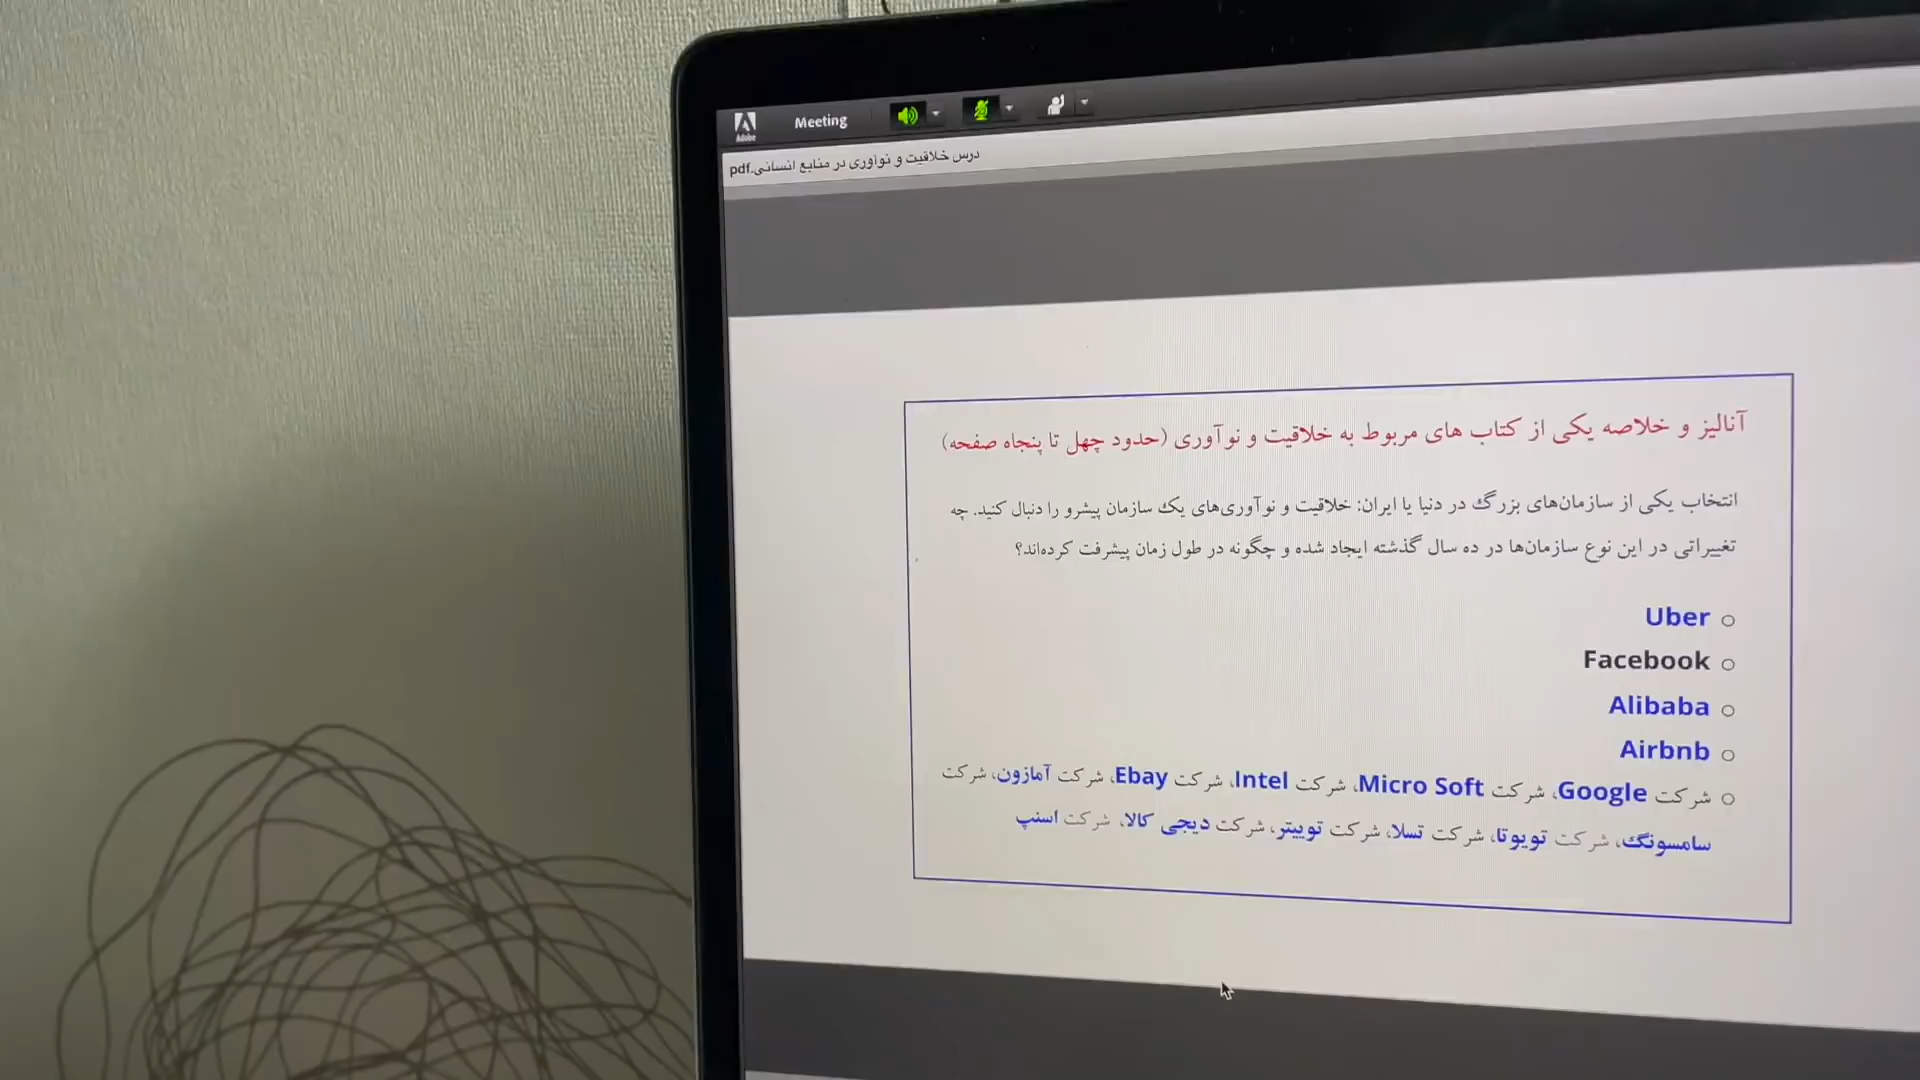 Adobe
Meeting
درس خلاقیت و نوآوری در منابع انسانی.pdf
آنالیز و خلاصه یکی از کتاب های مربوط به خلاقیت و نوآوری (حدود چهل تا پنجاه صفحه)
انتخاب یکی از سازمان‌های بزرگ در دنیا یا ایران: خلاقیت و نوآوری‌های یک سازمان پیشرو را دنبال کنید. چه
تغییراتی در این نوع سازمان‌ها در ده سال گذشته ایجاد شده و چگونه در طول زمان پیشرفت کرده‌اند؟
Uber
Facebook
Alibaba
Airbnb
شرکت Google، شرکت Micro Soft، شرکت Intel، شرکت Ebay، شرکت آمازون، شرکت
سامسونگ، شرکت تویوتا، شرکت تسلا، شرکت توییتر، شرکت دیجی کالا، شرکت اسنپ